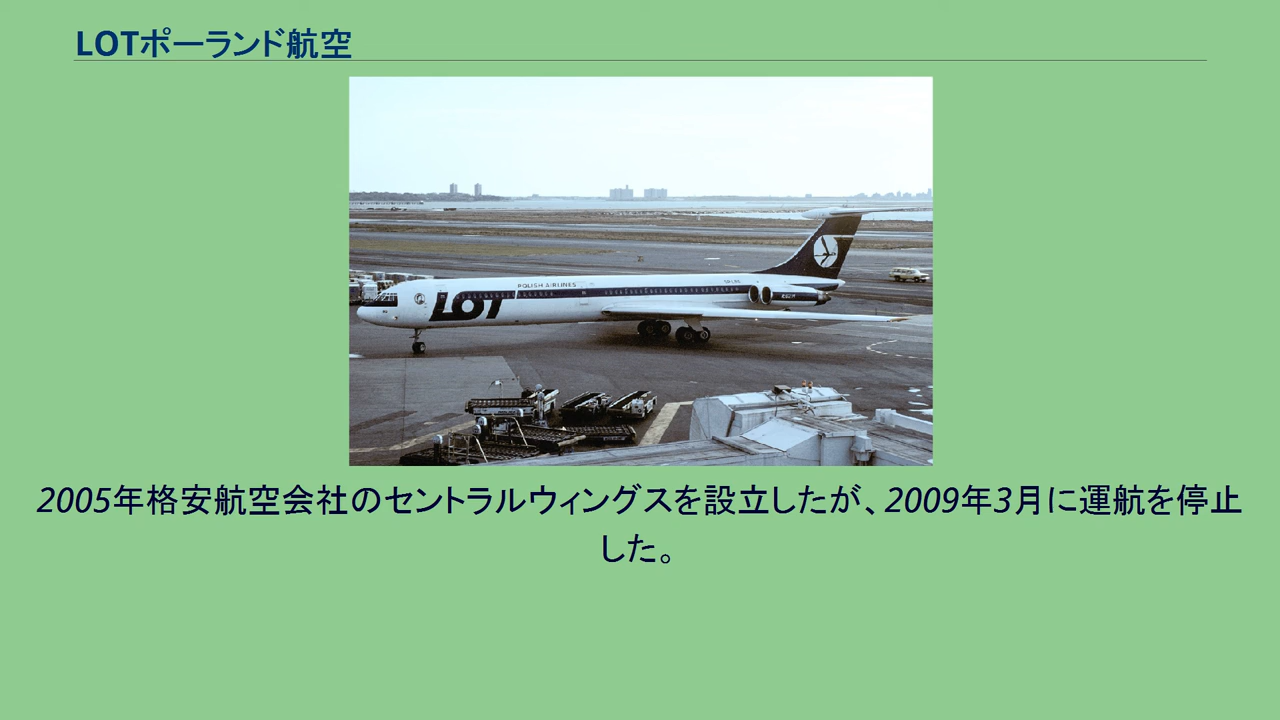 LOTポーランド航空
POLISH AIRLINES
LOT
2005年格安航空会社のセントラルウィングスを設立したが、2009年3月に運航を停止
した。